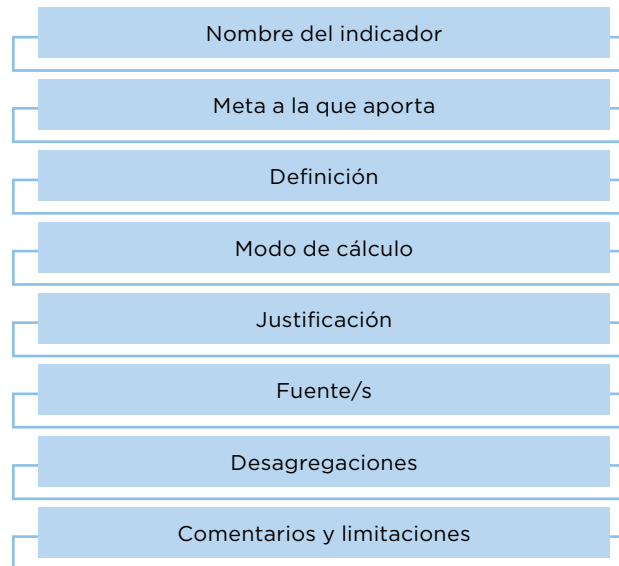 Nombre del indicador
Meta a la que aporta
Definición
Modo de cálculo
Justificación
Fuente/s
Desagregaciones
Comentarios y limitaciones